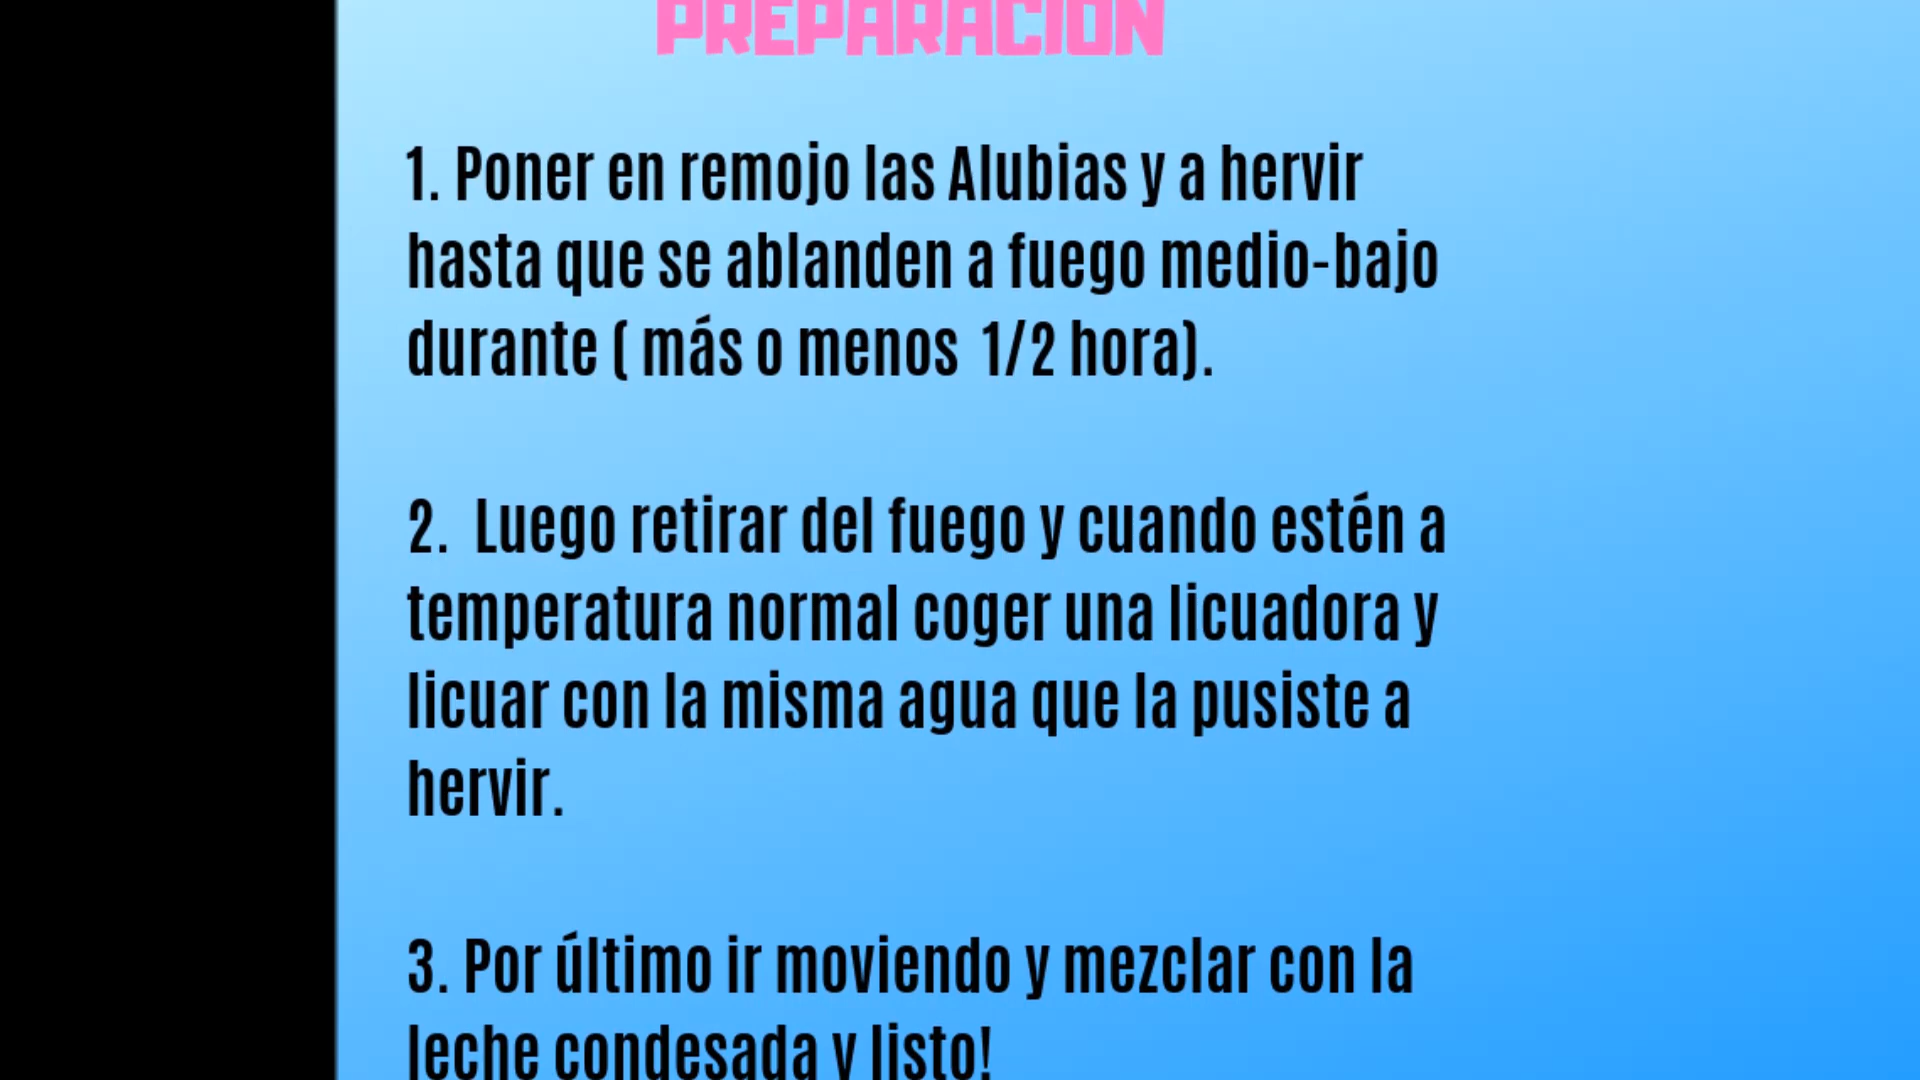 PREPARACION
1. Poner en remojo las Alubias y a hervir
hasta que se ablanden a fuego medio-bajo
durante ( más o menos 1/2 hora).
2. Luego retirar del fuego y cuando estén a
temperatura normal coger una licuadora y
licuar con la misma agua que la pusiste a
hervir.
3. Por último ir moviendo y mezclar con la
leche condesada y listo!